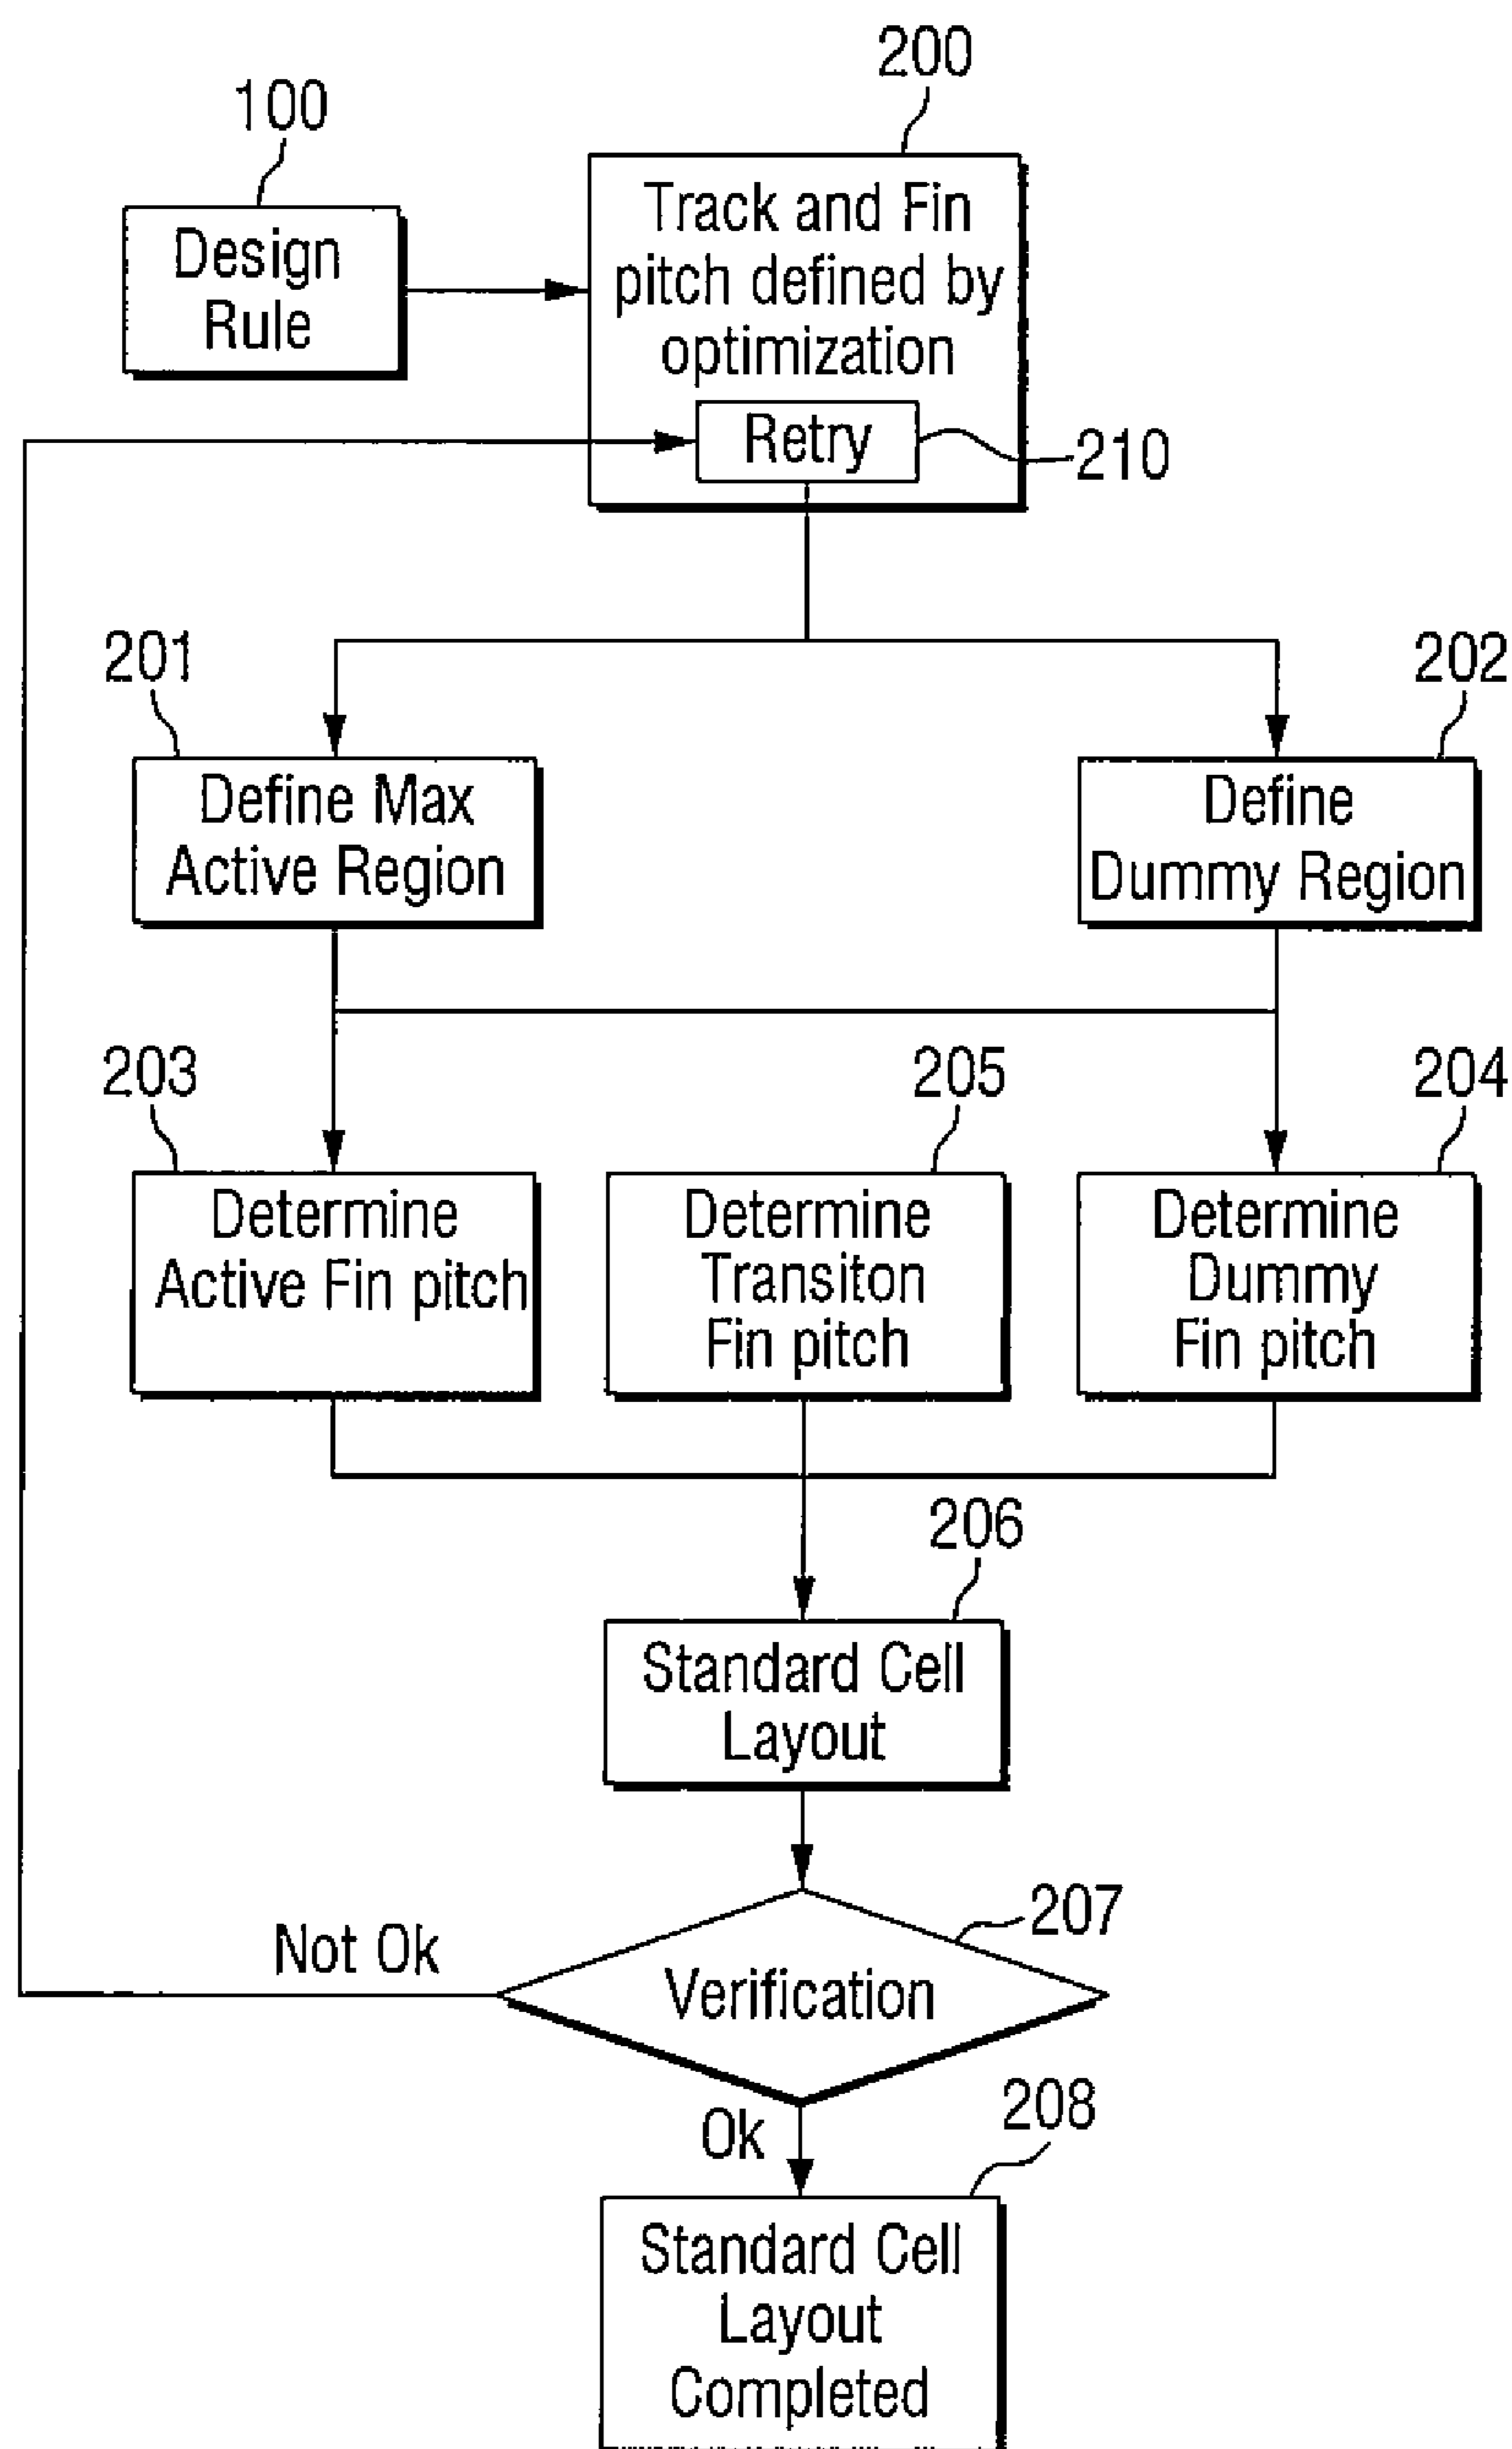 200
100
Track and Fin
pitch defined by
optimization
Design
Rule
Retry
210
201
202
Define Max
Active Region
Define
Dummy Region
203
205
204
Determine
Active Fin pitch
Determine
Transiton
Fin pitch
Determine
Dummy
Fin pitch
206
Standard Cell
Layout
207
Not Ok
Verification
208
Ok
Standard Cell
Layout
Completed